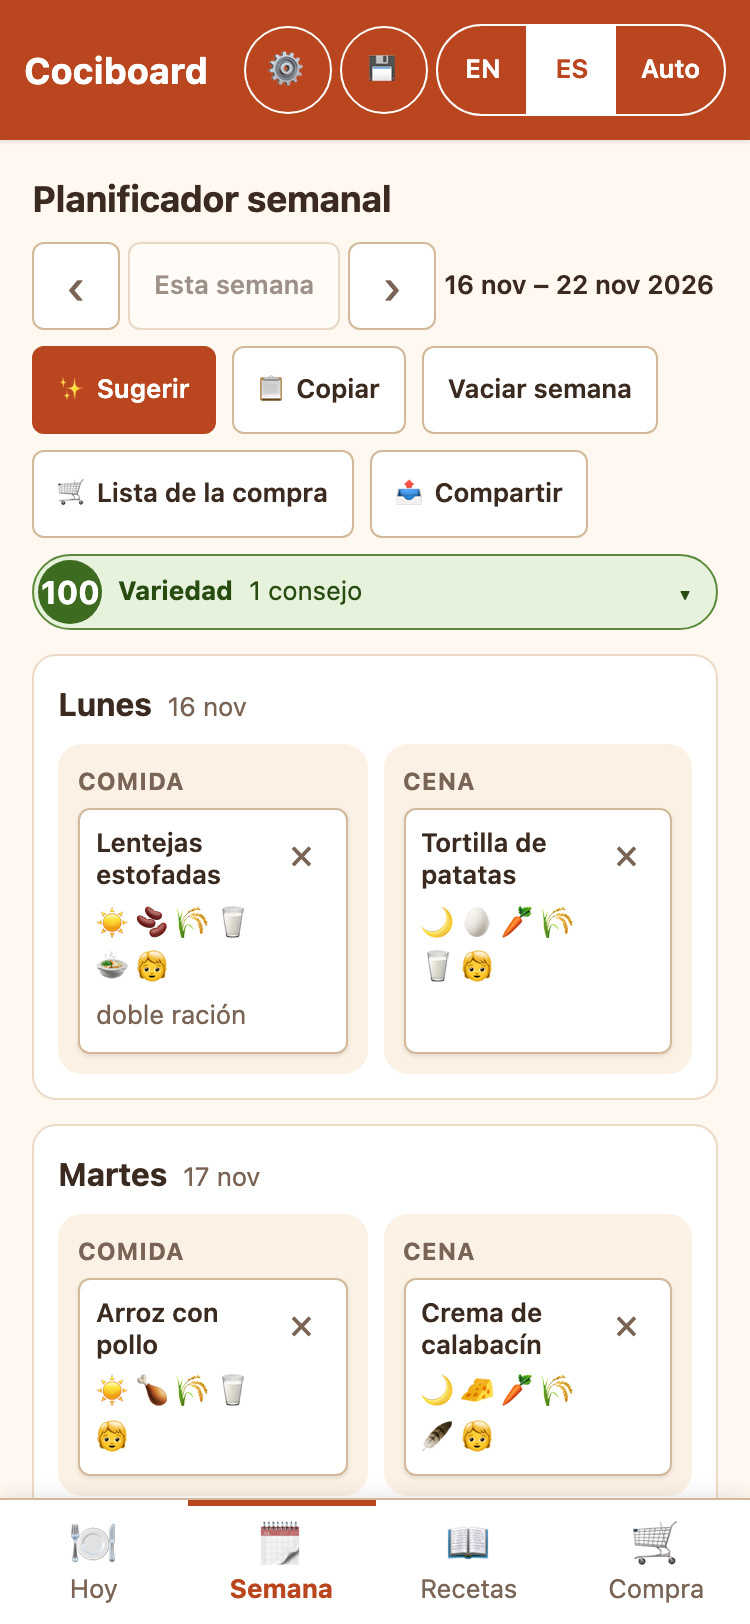 Cociboard
EN ES Auto
Planificador semanal
‹ Esta semana › 16 nov – 22 nov 2026
✨ Sugerir 📋 Copiar Vaciar semana
🛒 Lista de la compra 📤 Compartir
100 Variedad 1 consejo ▾
Lunes 16 nov
COMIDA
Lentejas
estofadas
doble ración
CENA
Tortilla de
patatas
Martes 17 nov
COMIDA
Arroz con
pollo
CENA
Crema de
calabacín
Hoy Semana Recetas Compra